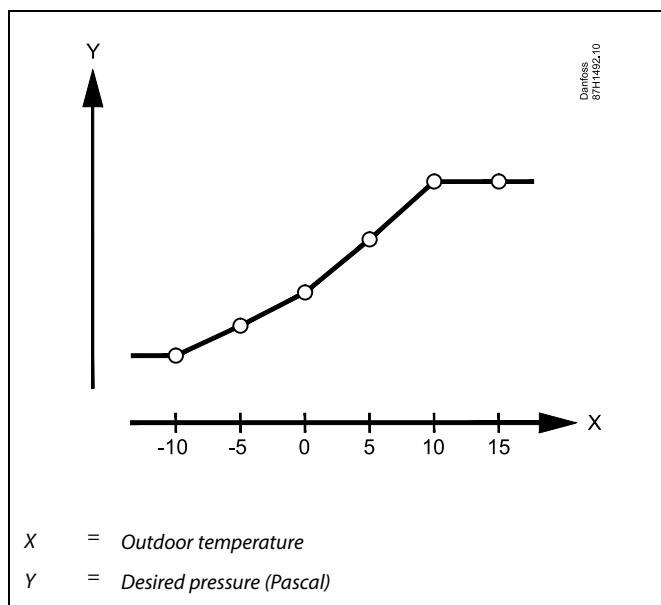 Y
Danfoss
87H1492.10
X
-10 -5 0 5 10 15
X = Outdoor temperature
Y = Desired pressure (Pascal)